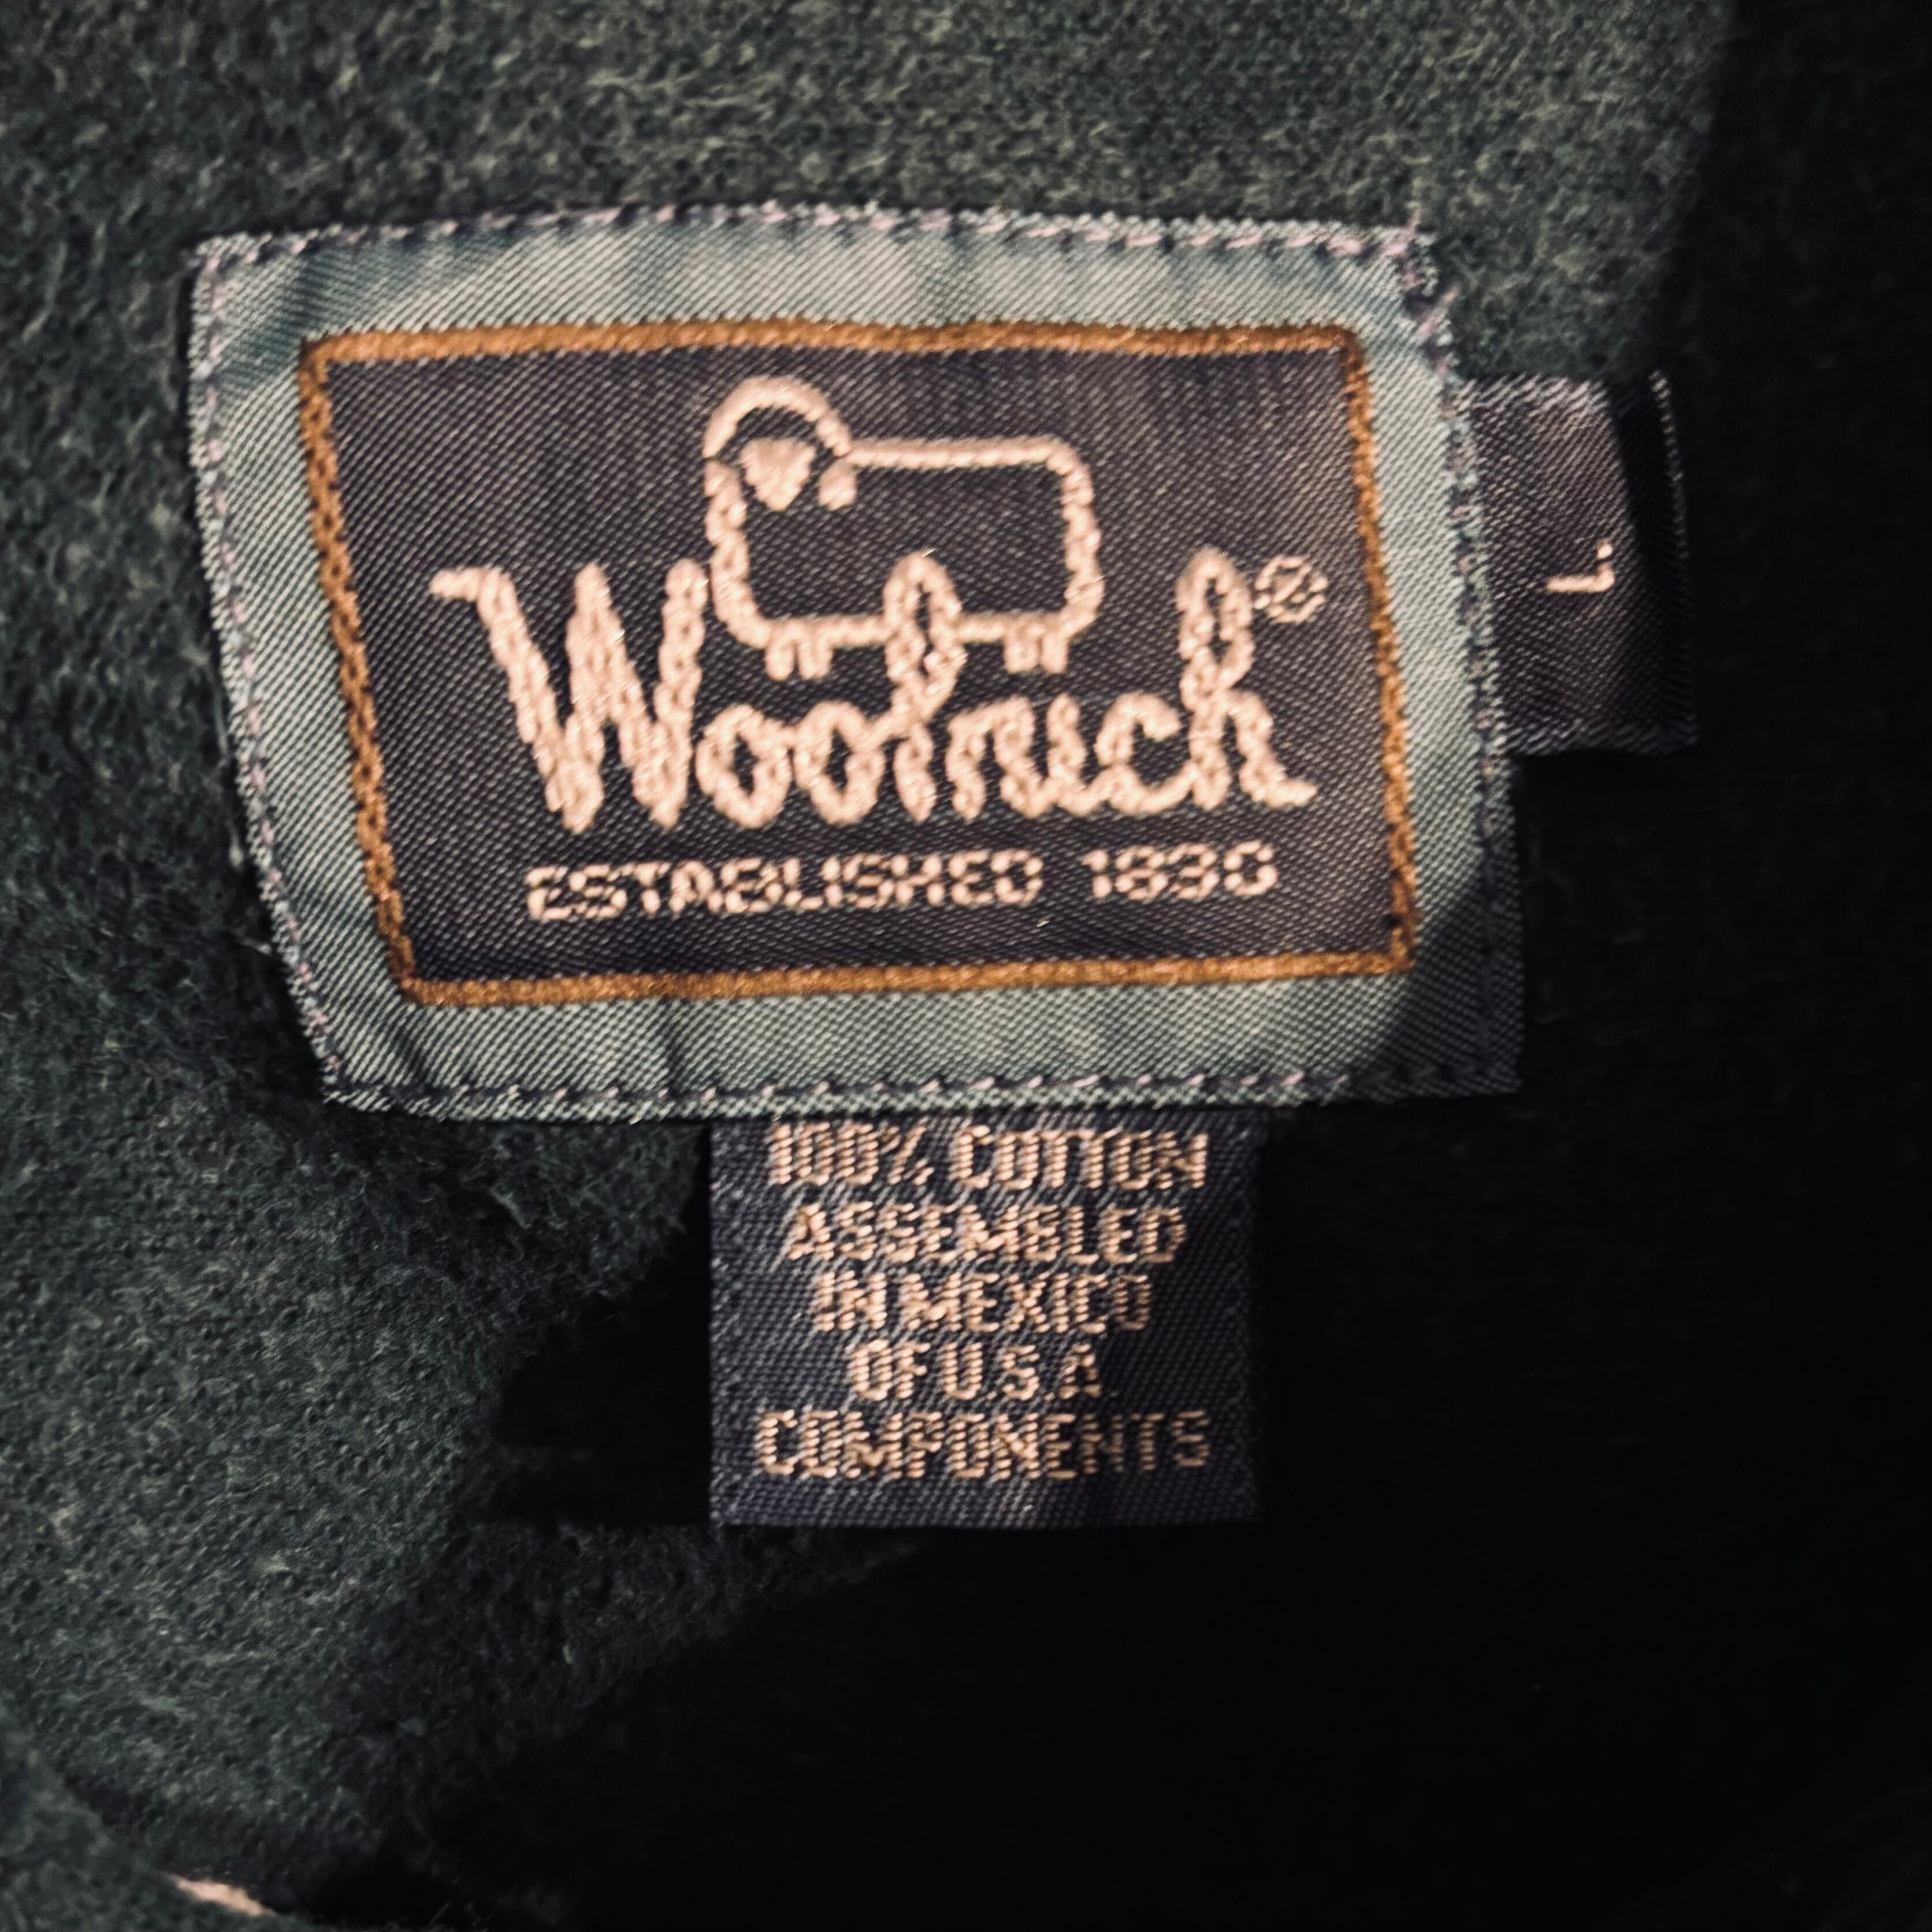 Woolrich®
ESTABLISHED 1830
L
100% COTTON
ASSEMBLED
IN MEXICO
OF U.S.A.
COMPONENTS